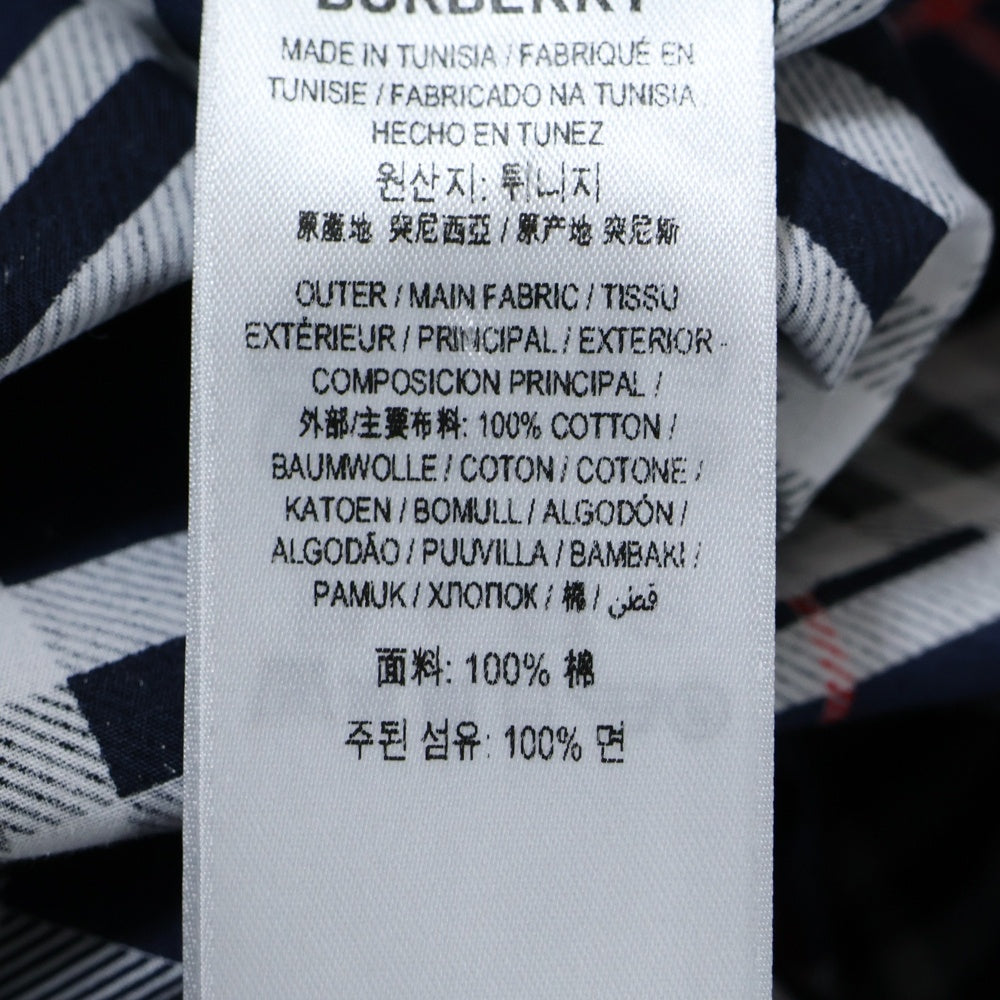 BURBERRY
MADE IN TUNISIA / FABRIQUÉ EN
TUNISIE / FABRICADO NA TUNISIA
HECHO EN TUNEZ
원산지: 튀니지
原產地 突尼西亞 / 原产地 突尼斯
OUTER / MAIN FABRIC / TISSU
EXTÉRIEUR / PRINCIPAL / EXTERIOR -
COMPOSICION PRINCIPAL /
外部/主要布料: 100% COTTON /
BAUMWOLLE / COTON / COTONE /
KATOEN / BOMULL / ALGODÓN /
ALGODÃO / PUUVILLA / BAMBAKI /
PAMUK / ХЛОПОК / 棉 / قطن
面料: 100% 棉
주된 섬유: 100% 면